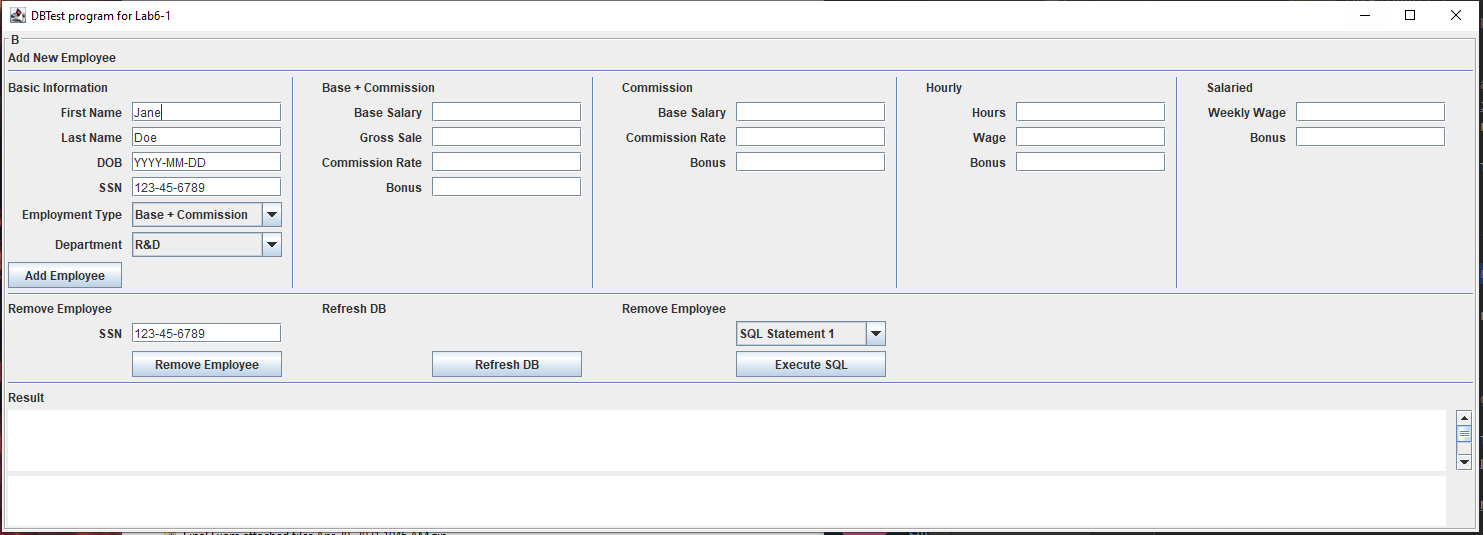 DBTest program for Lab6-1
B
Add New Employee
Basic Information
First Name Jane
Last Name Doe
DOB YYYY-MM-DD
SSN 123-45-6789
Employment Type Base + Commission
Department R&D
Add Employee
Base + Commission
Base Salary
Gross Sale
Commission Rate
Bonus
Commission
Base Salary
Commission Rate
Bonus
Hourly
Hours
Wage
Bonus
Salaried
Weekly Wage
Bonus
Remove Employee
SSN 123-45-6789
Remove Employee
Refresh DB
Refresh DB
Remove Employee
SQL Statement 1
Execute SQL
Result